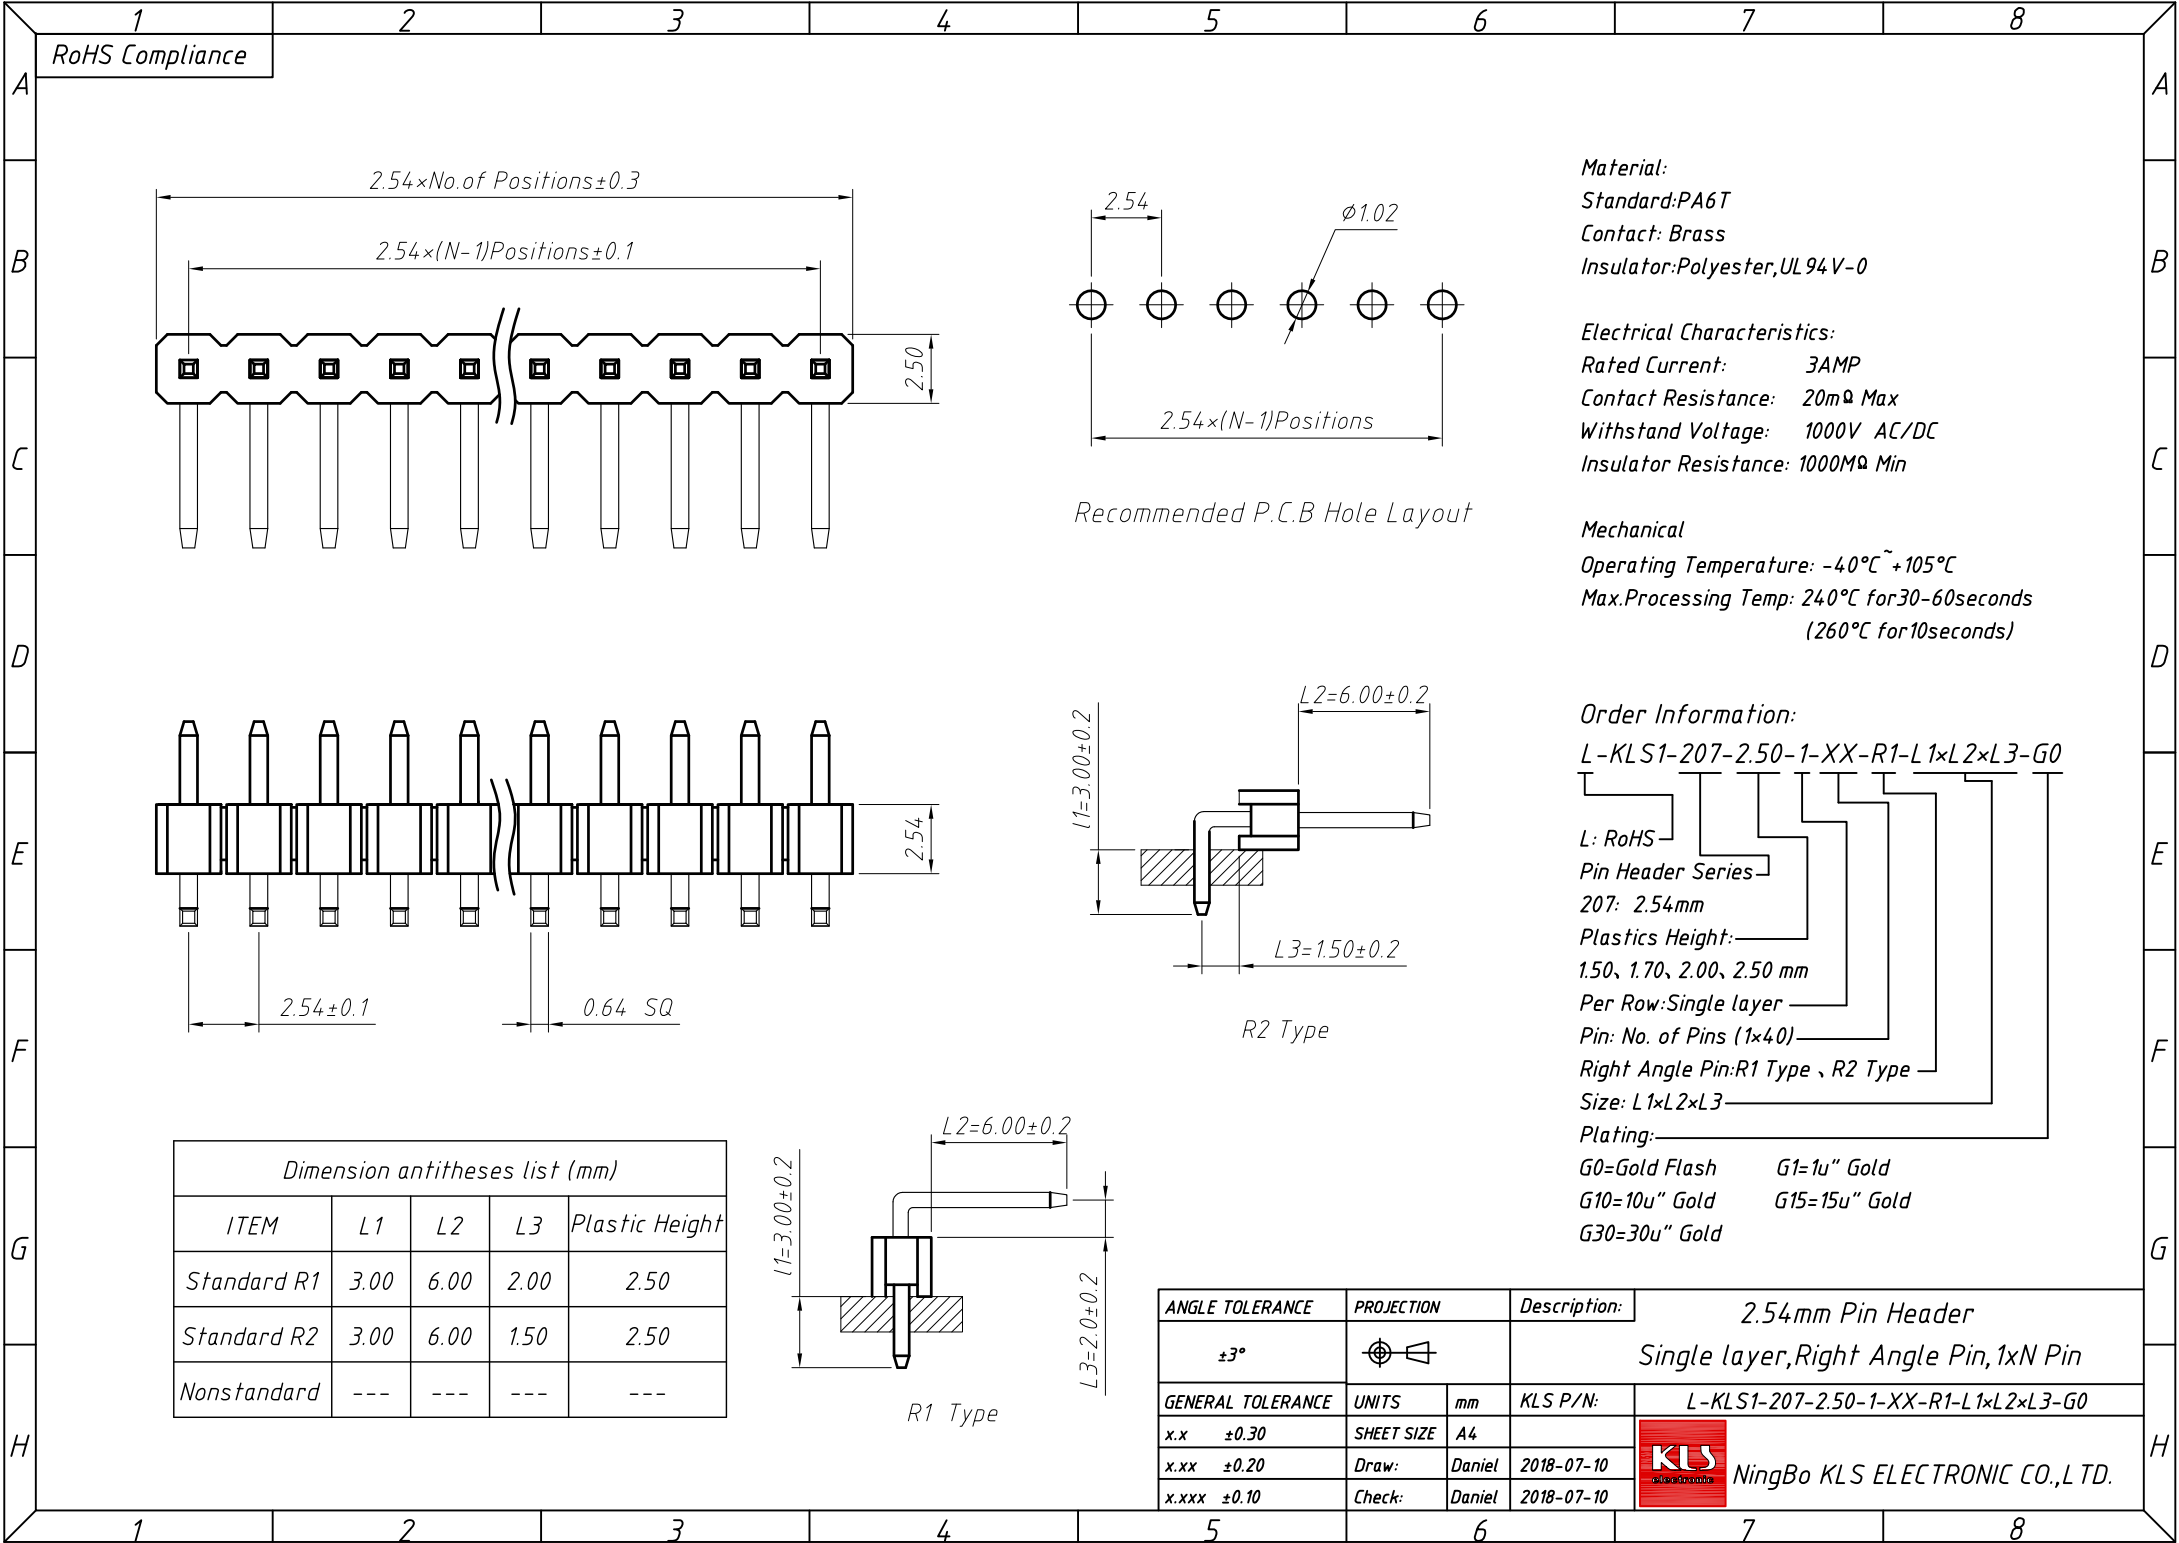 1 2 3 4 5 6 7 8
RoHS Compliance
A A
B B
C C
D D
E E
F F
G G
H H
2.54×No.of Positions±0.3
2.54×(N-1)Positions±0.1
2.50
2.54
ϕ1.02
2.54×(N-1)Positions
Recommended P.C.B Hole Layout
Material:
Standard:PA6T
Contact: Brass
Insulator:Polyester,UL94V-0
Electrical Characteristics:
Rated Current: 3AMP
Contact Resistance: 20mΩ Max
Withstand Voltage: 1000V AC/DC
Insulator Resistance: 1000MΩ Min
Mechanical
Operating Temperature: -40°C~+105°C
Max.Processing Temp: 240°C for30-60seconds
(260°C for10seconds)
2.54
2.54±0.1
0.64 SQ
L2=6.00±0.2
l1=3.00±0.2
L3=1.50±0.2
R2 Type
Order Information:
L-KLS1-207-2.50-1-XX-R1-L1×L2×L3-G0
L: RoHS
Pin Header Series
207: 2.54mm
Plastics Height:
1.50、1.70、2.00、2.50 mm
Per Row:Single layer
Pin: No. of Pins (1×40)
Right Angle Pin:R1 Type 、R2 Type
Size: L1×L2×L3
Plating:
G0=Gold Flash G1=1u" Gold
G10=10u" Gold G15=15u" Gold
G30=30u" Gold
Dimension antitheses list (mm)
ITEM L1 L2 L3 Plastic Height
Standard R1 3.00 6.00 2.00 2.50
Standard R2 3.00 6.00 1.50 2.50
Nonstandard --- --- --- ---
L2=6.00±0.2
l1=3.00±0.2
L3=2.0±0.2
R1 Type
ANGLE TOLERANCE PROJECTION Description: 2.54mm Pin Header
±3° Single layer,Right Angle Pin,1xN Pin
GENERAL TOLERANCE UNITS mm KLS P/N: L-KLS1-207-2.50-1-XX-R1-L1×L2×L3-G0
x.x ±0.30 SHEET SIZE A4
x.xx ±0.20 Draw: Daniel 2018-07-10
x.xxx ±0.10 Check: Daniel 2018-07-10
KLS
electronic
NingBo KLS ELECTRONIC CO.,LTD.
1 2 3 4 5 6 7 8